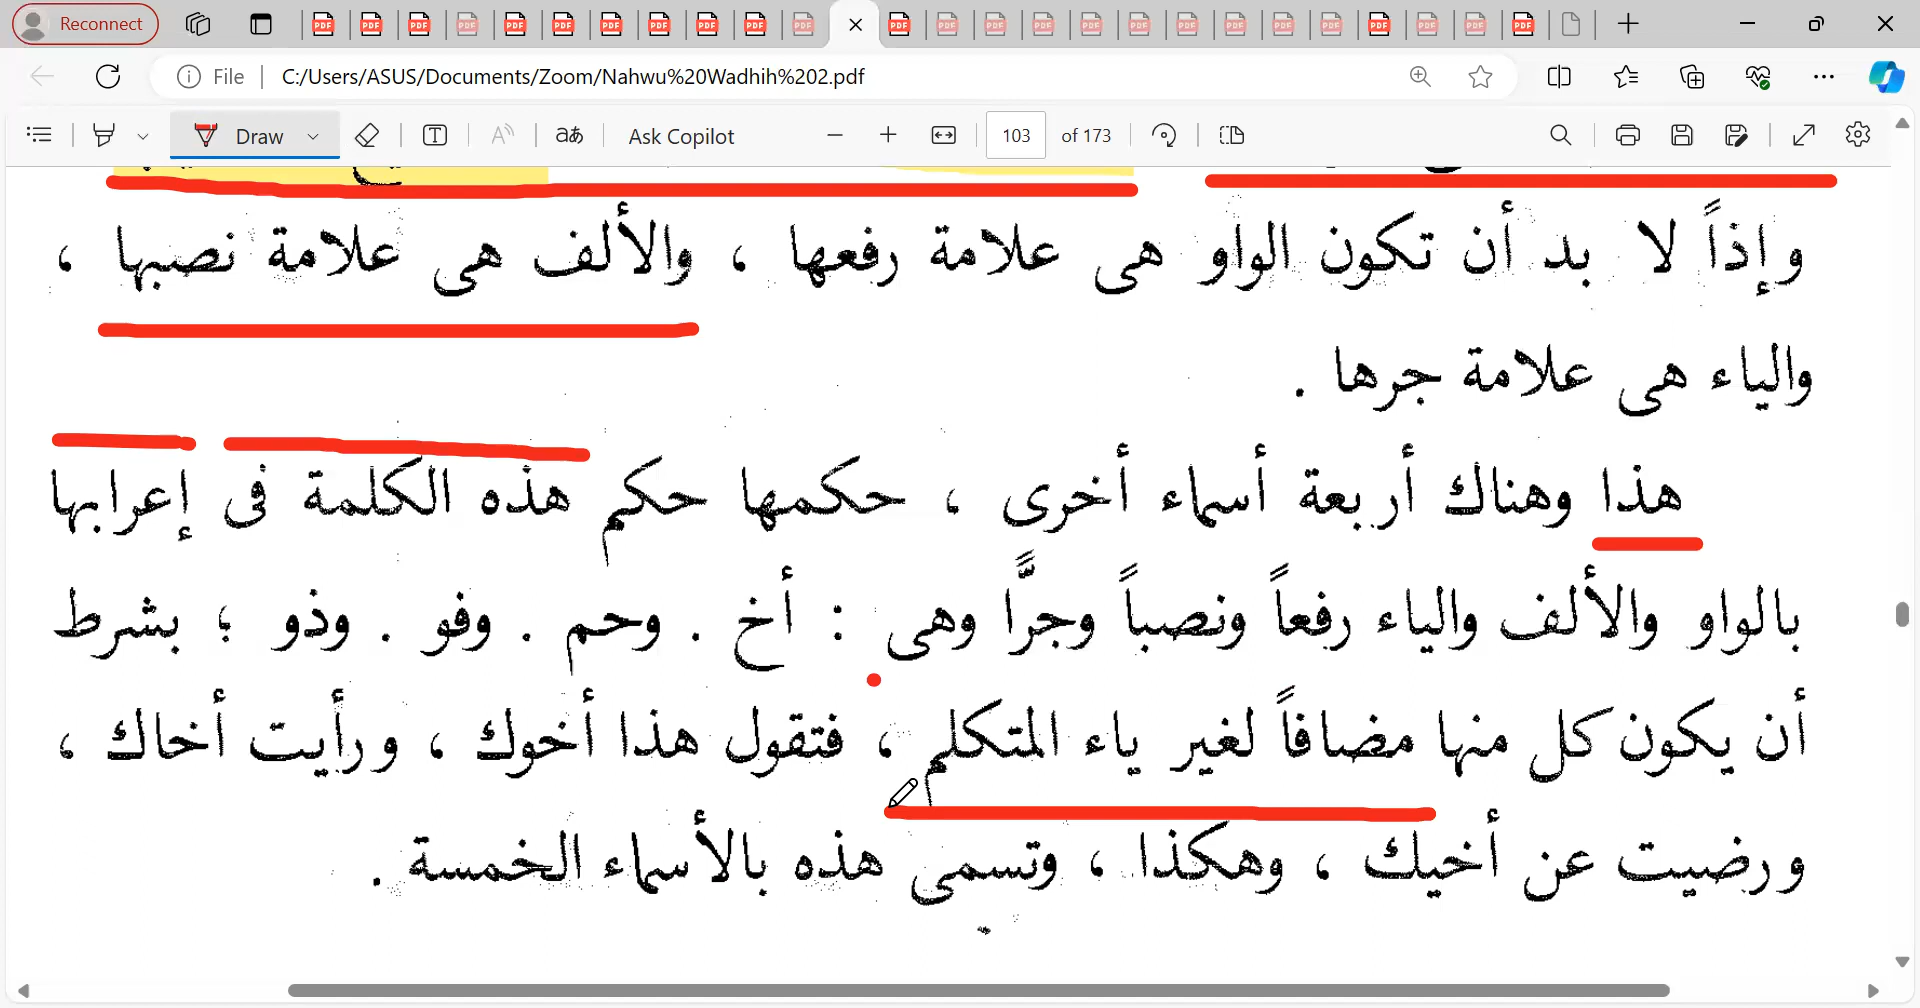 Reconnect
File
C:/Users/ASUS/Documents/Zoom/Nahwu%20Wadhih%202.pdf
Draw
Ask Copilot
103 of 173
وإذاً لا بد أن تكون الواو هى علامة رفعها ، والألف هى علامة نصبها ،
والياء هى علامة جرها .
هذا وهناك أربعة أسماء أخرى ، حكمها حكم هذه الكلمة فى إعرابها
بالواو والألف والياء رفعاً ونصباً وجرًّا وهى : أخ . وحم . وفو . وذو ؛ بشرط
أن يكون كل منها مضافاً لغير ياء المتكلم ، فتقول هذا أخوك ، ورأيت أخاك ،
ورضيت عن أخيك ، وهكذا ، وتسمى هذه بالأسماء الخمسة .